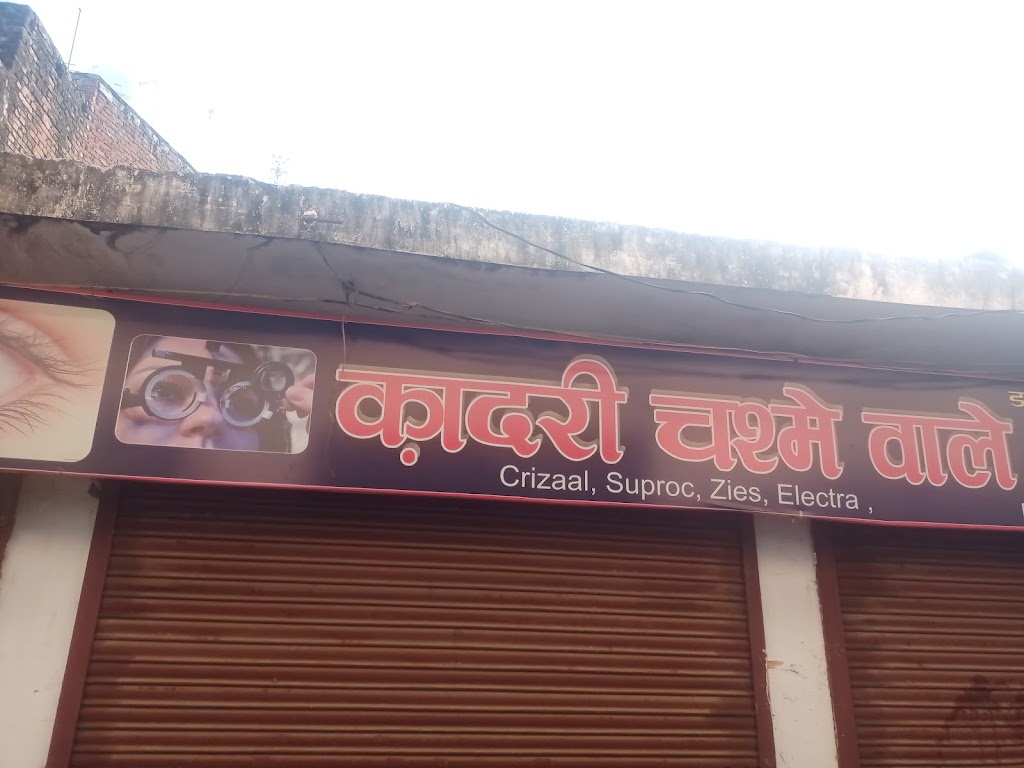 क़ादरी चश्मे वाले
Crizaal, Suproc, Zies, Electra ,